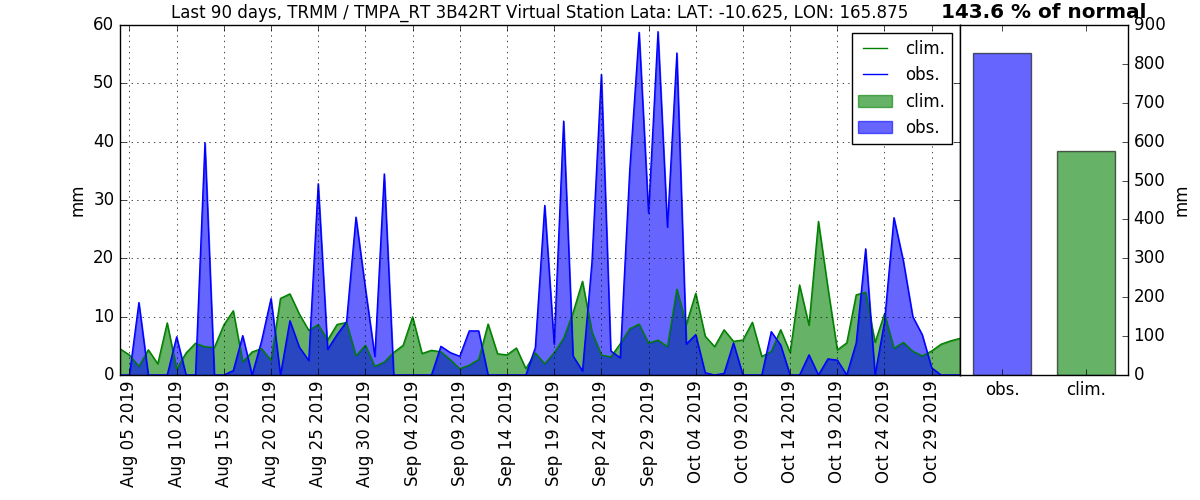 Last 90 days, TRMM / TMPA_RT 3B42RT Virtual Station Lata: LAT: -10.625, LON: 165.875
143.6 % of normal
60
50
40
30
20
10
0
mm
clim.
obs.
clim.
obs.
900
800
700
600
500
400
300
200
100
0
mm
Aug 05 2019
Aug 10 2019
Aug 15 2019
Aug 20 2019
Aug 25 2019
Aug 30 2019
Sep 04 2019
Sep 09 2019
Sep 14 2019
Sep 19 2019
Sep 24 2019
Sep 29 2019
Oct 04 2019
Oct 09 2019
Oct 14 2019
Oct 19 2019
Oct 24 2019
Oct 29 2019
obs.
clim.